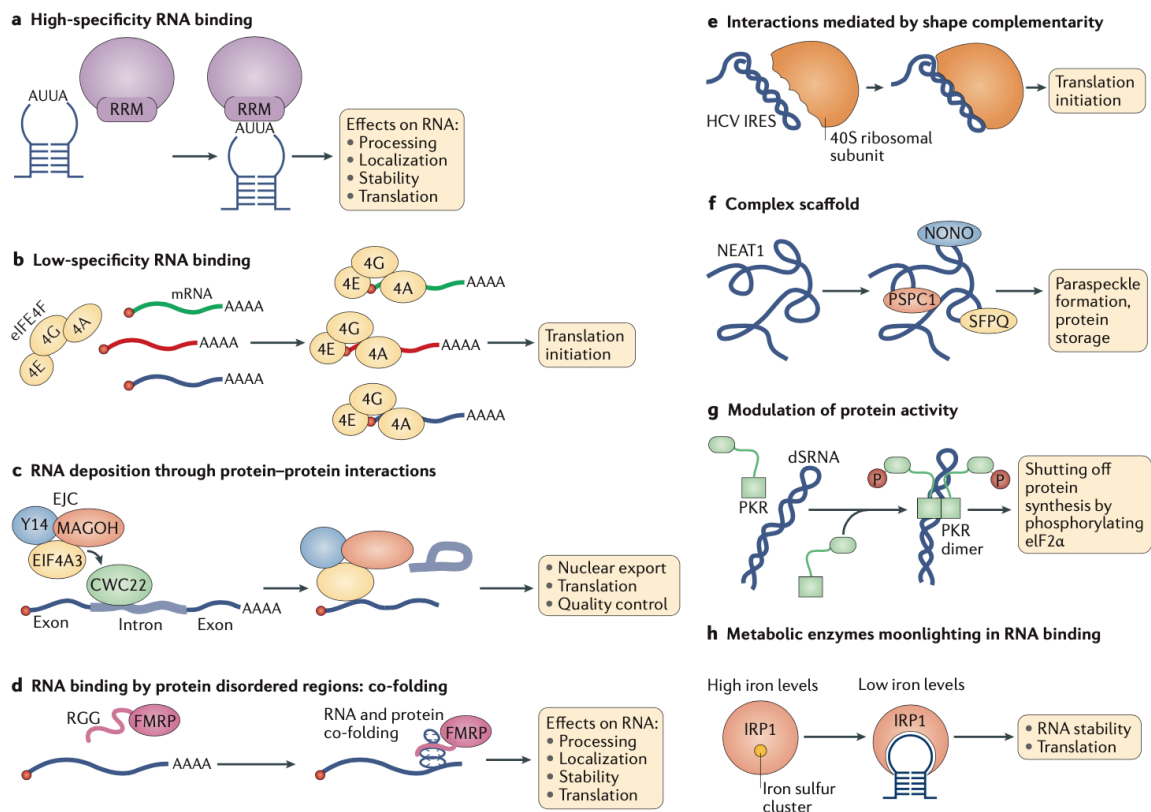 a High-specificity RNA binding
AUUA
RRM
RRM
AUUA
Effects on RNA:
• Processing
• Localization
• Stability
• Translation
b Low-specificity RNA binding
eIFE4F
4G
4A
4E
mRNA
AAAA
AAAA
AAAA
4G
4E
4A
AAAA
4G
4E
4A
AAAA
4G
4E
4A
AAAA
Translation
initiation
c RNA deposition through protein–protein interactions
EJC
Y14
MAGOH
EIF4A3
CWC22
AAAA
Exon
Intron
Exon
• Nuclear export
• Translation
• Quality control
d RNA binding by protein disordered regions: co-folding
RGG
FMRP
AAAA
RNA and protein
co-folding
FMRP
Effects on RNA:
• Processing
• Localization
• Stability
• Translation
e Interactions mediated by shape complementarity
HCV IRES
40S ribosomal
subunit
Translation
initiation
f Complex scaffold
NEAT1
NONO
PSPC1
SFPQ
Paraspeckle
formation,
protein
storage
g Modulation of protein activity
PKR
dSRNA
P
P
PKR
dimer
Shutting off
protein
synthesis by
phosphorylating
eIF2α
h Metabolic enzymes moonlighting in RNA binding
High iron levels
IRP1
Iron sulfur
cluster
Low iron levels
IRP1
• RNA stability
• Translation